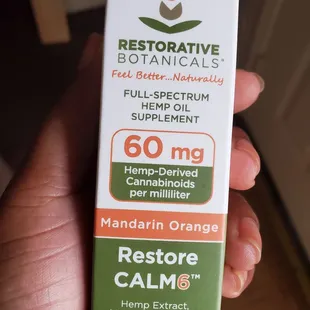 RESTORATIVE
BOTANICALS®
Feel Better...Naturally
FULL-SPECTRUM
HEMP OIL
SUPPLEMENT
60 mg
Hemp-Derived
Cannabinoids
per milliliter
Mandarin Orange
Restore
CALM6™
Hemp Extract,